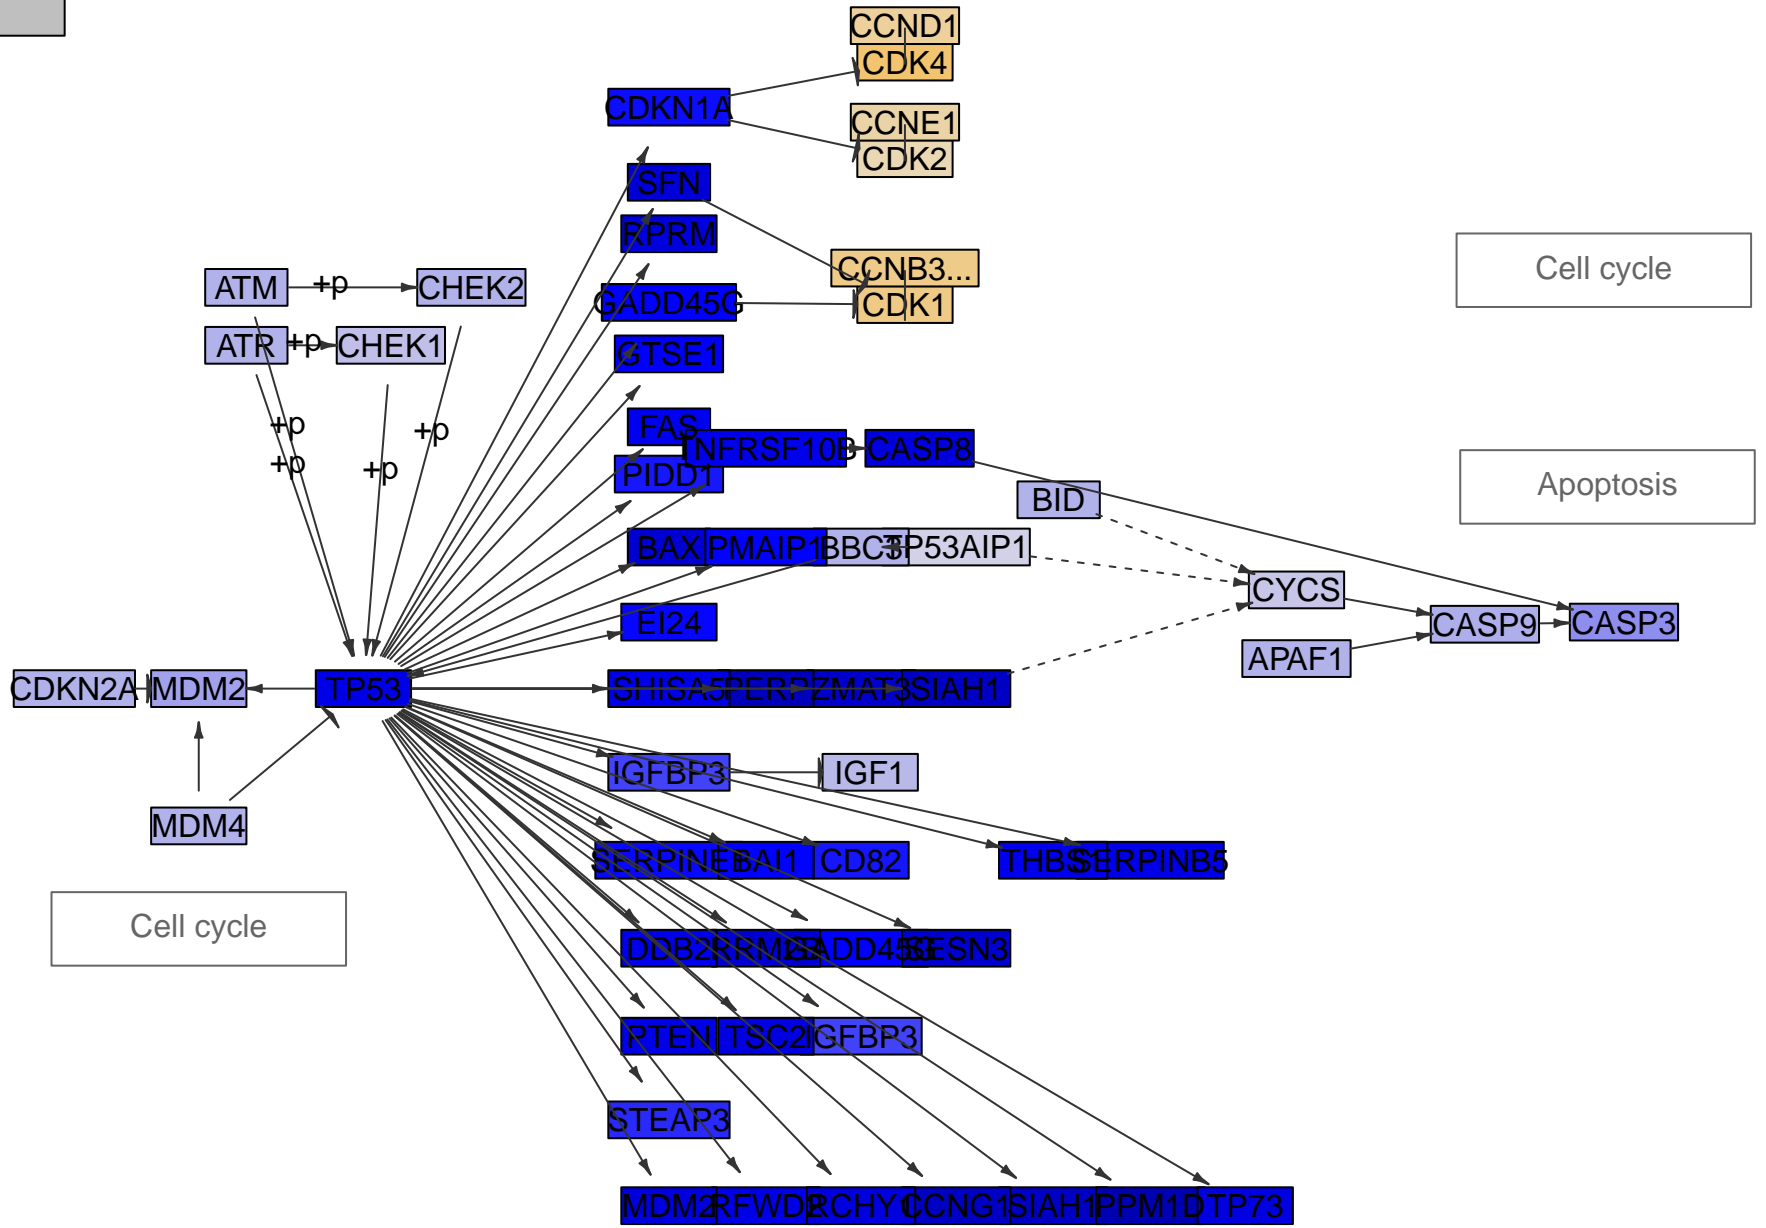 CCND1
CDK4
CDKN1A
CCNE1
CDK2
SFN
RPRM
Cell cycle
CCNB3...
ATM
+p
CHEK2
GADD45G
CDK1
ATR
+p
CHEK1
GTSE1
FAS
+p
+p
NFRSF10B
CASP8
+p
+p
PIDD1
Apoptosis
BID
BAX
PMAIP1
BBC3
TP53AIP1
CYCS
EI24
CASP9
CASP3
APAF1
CDKN2A
MDM2
TP53
SHISA5
PERP
ZMAT3
SIAH1
IGFBP3
IGF1
MDM4
SERPINE1
BAI1
CD82
THBS1
SERPINB5
Cell cycle
DDB2
RRM2B
GADD45G
SESN3
PTEN
TSC2
IGFBP3
STEAP3
MDM2
RFWD2
RCHY1
CCNG1
SIAH1
PPM1D
TP73